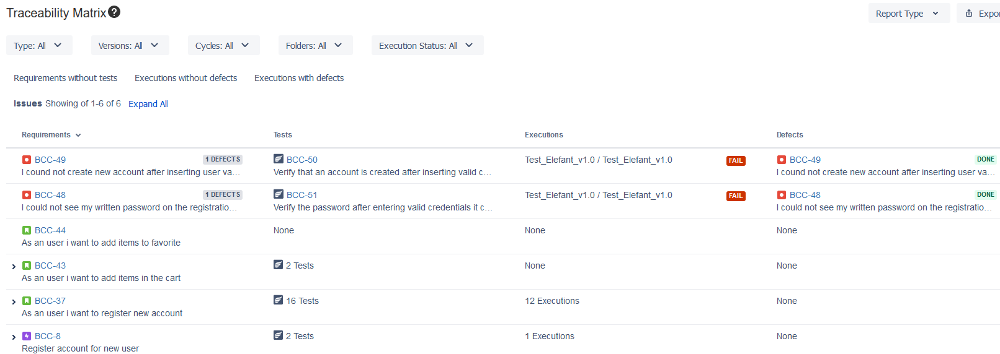 Traceability Matrix ?
Report Type
Expor
Type: All
Versions: All
Cycles: All
Folders: All
Execution Status: All
Requirements without tests
Executions without defects
Executions with defects
Issues Showing of 1-6 of 6 Expand All
Requirements Tests Executions Defects
BCC-49 1 DEFECTS BCC-50 Test_Elefant_v1.0 / Test_Elefant_v1.0 FAIL BCC-49 DONE
I cound not create new account after inserting user va... Verify that an account is created after inserting valid c... I cound not create new account after inserting user va...
BCC-48 1 DEFECTS BCC-51 Test_Elefant_v1.0 / Test_Elefant_v1.0 FAIL BCC-48 DONE
I could not see my written password on the registratio... Verify the password after entering valid credentials it c... I could not see my written password on the registratio...
BCC-44 None None None
As an user i want to add items to favorite
BCC-43 2 Tests None None
As an user i want to add items in the cart
BCC-37 16 Tests 12 Executions None
As an user i want to register new account
BCC-8 2 Tests 1 Executions None
Register account for new user